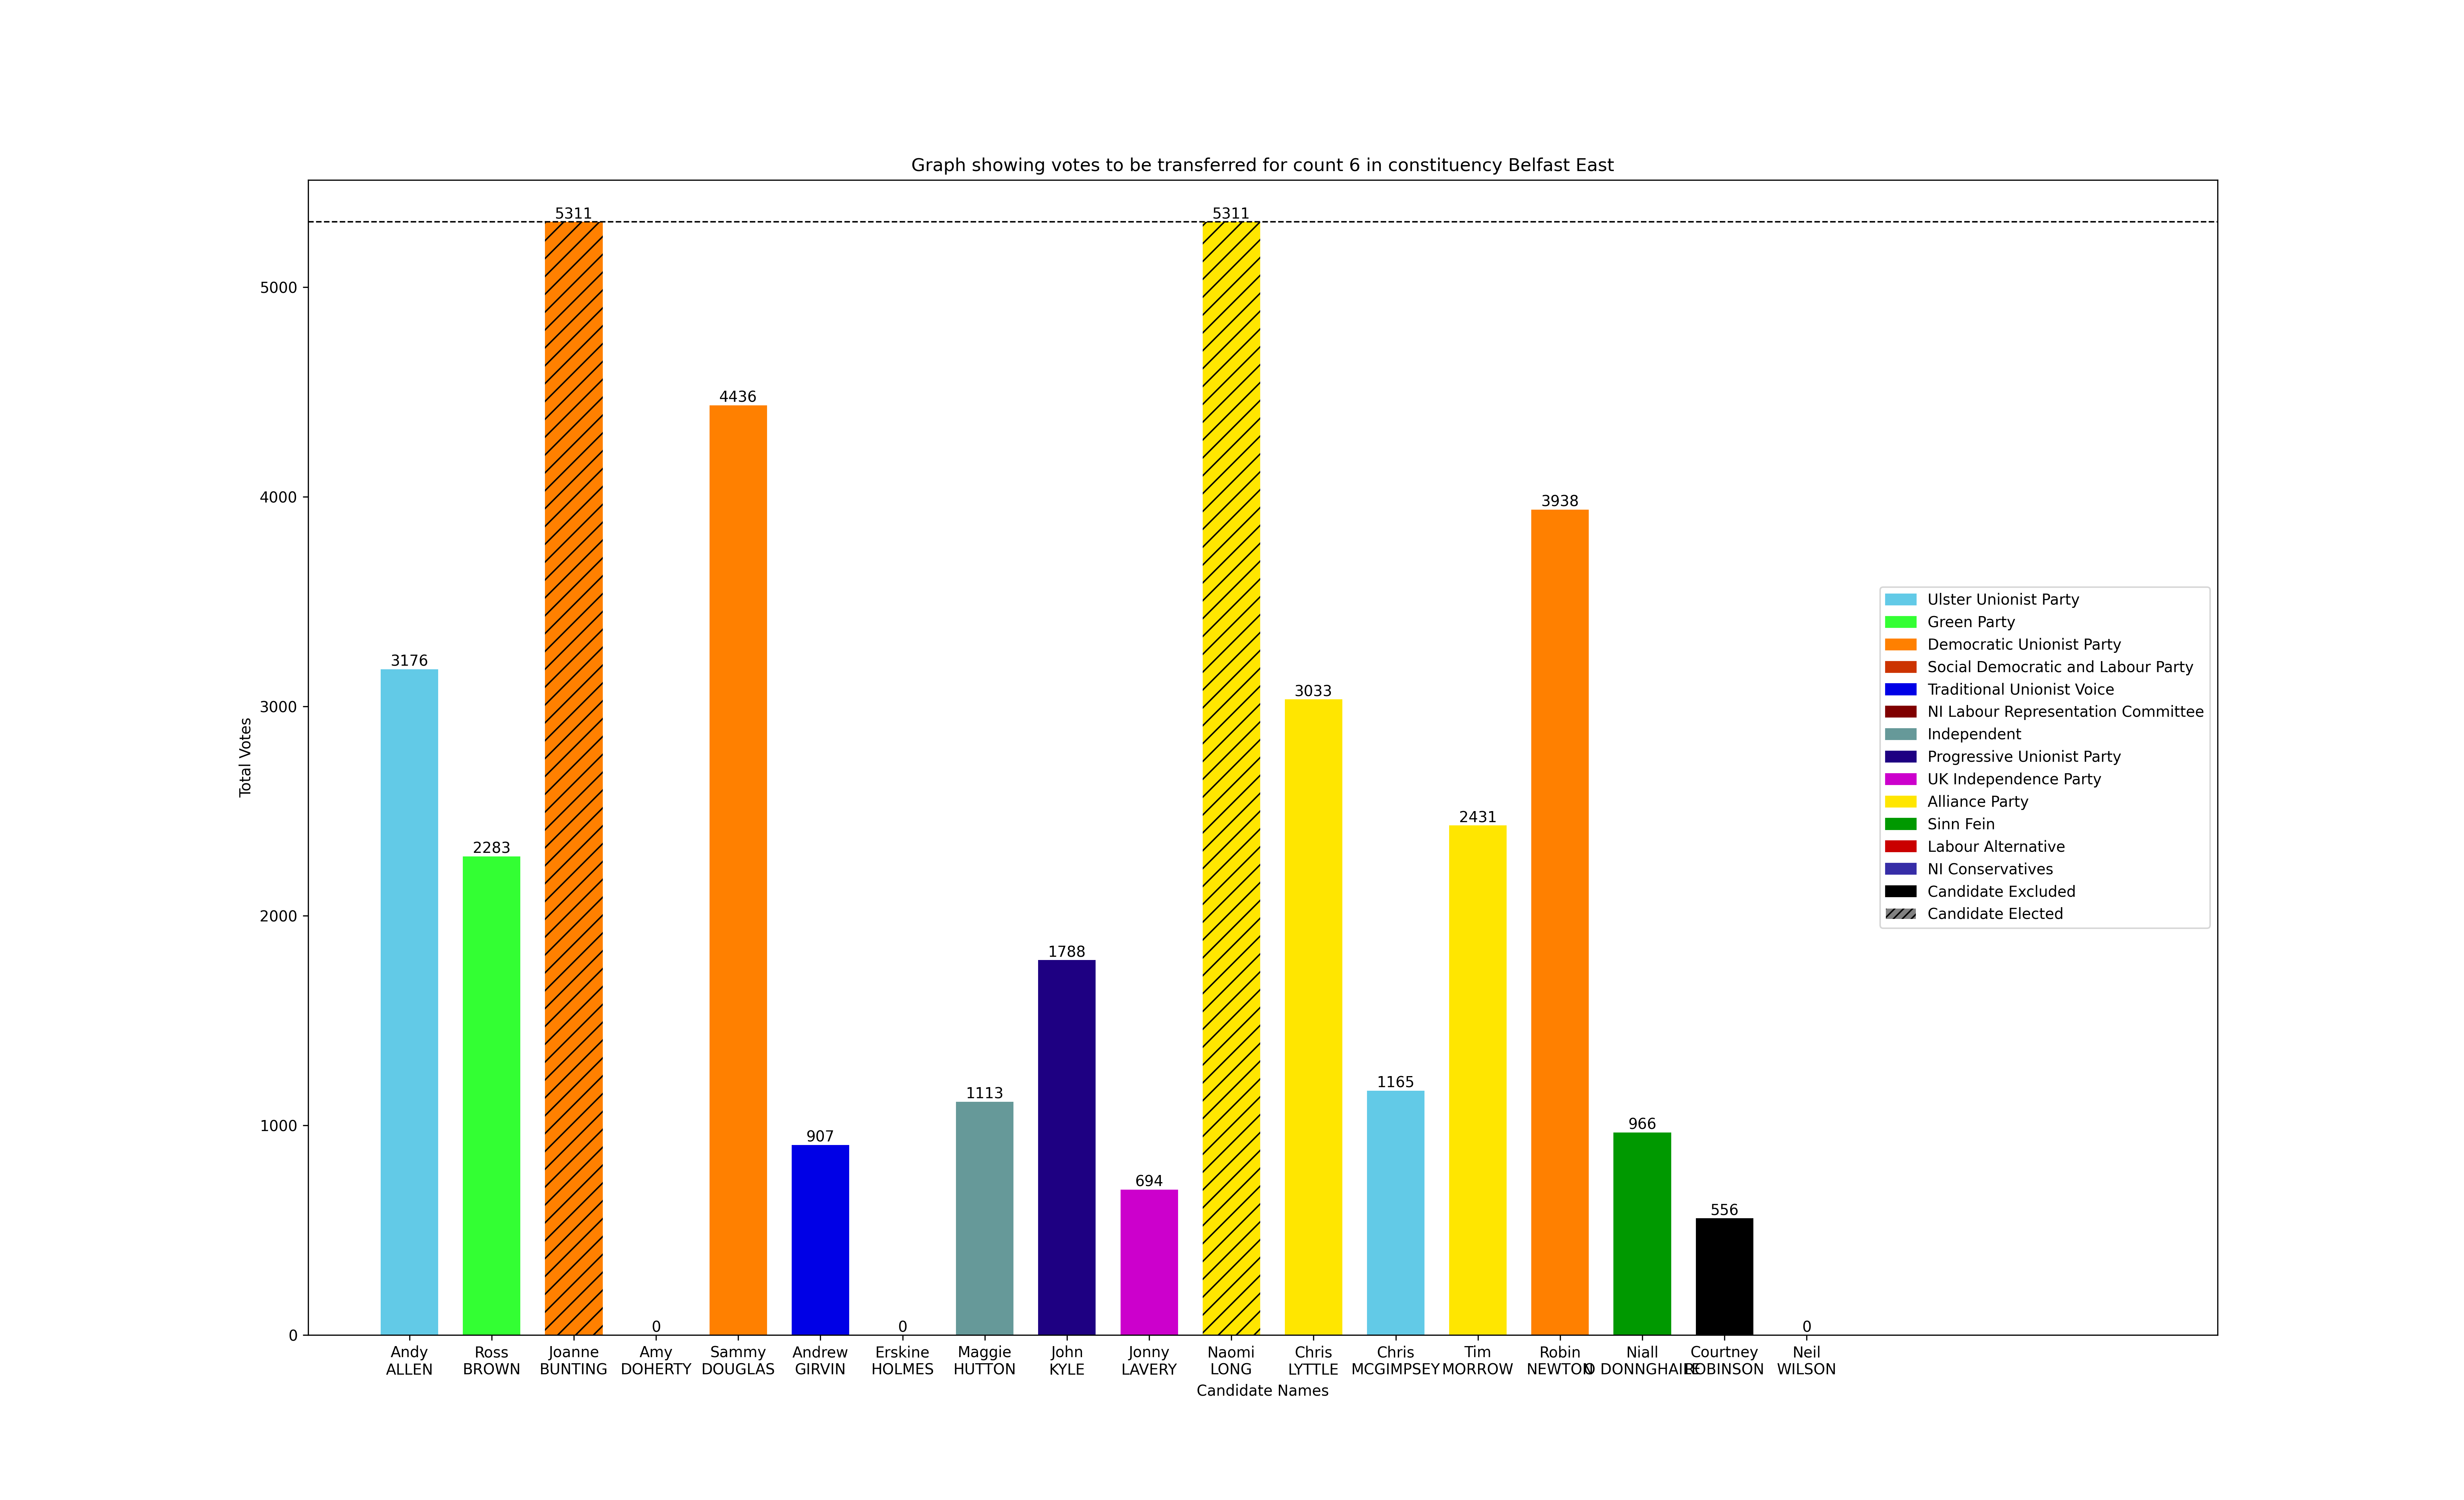 Graph showing votes to be transferred for count 6 in constituency Belfast East
5311
5311
5000
4436
4000
3938
3176
3033
3000
2431
2283
2000
1788
1165
1113
1000
966
907
694
556
0
0
0
0
Total Votes
Ulster Unionist Party
Green Party
Democratic Unionist Party
Social Democratic and Labour Party
Traditional Unionist Voice
NI Labour Representation Committee
Independent
Progressive Unionist Party
UK Independence Party
Alliance Party
Sinn Fein
Labour Alternative
NI Conservatives
Candidate Excluded
Candidate Elected
Andy
ALLEN
Ross
BROWN
Joanne
BUNTING
Amy
DOHERTY
Sammy
DOUGLAS
Andrew
GIRVIN
Erskine
HOLMES
Maggie
HUTTON
John
KYLE
Jonny
LAVERY
Naomi
LONG
Chris
LYTTLE
Chris
MCGIMPSEY
Tim
MORROW
Robin
NEWTON
Niall
O DONNGHAILE
Courtney
ROBINSON
Neil
WILSON
Candidate Names